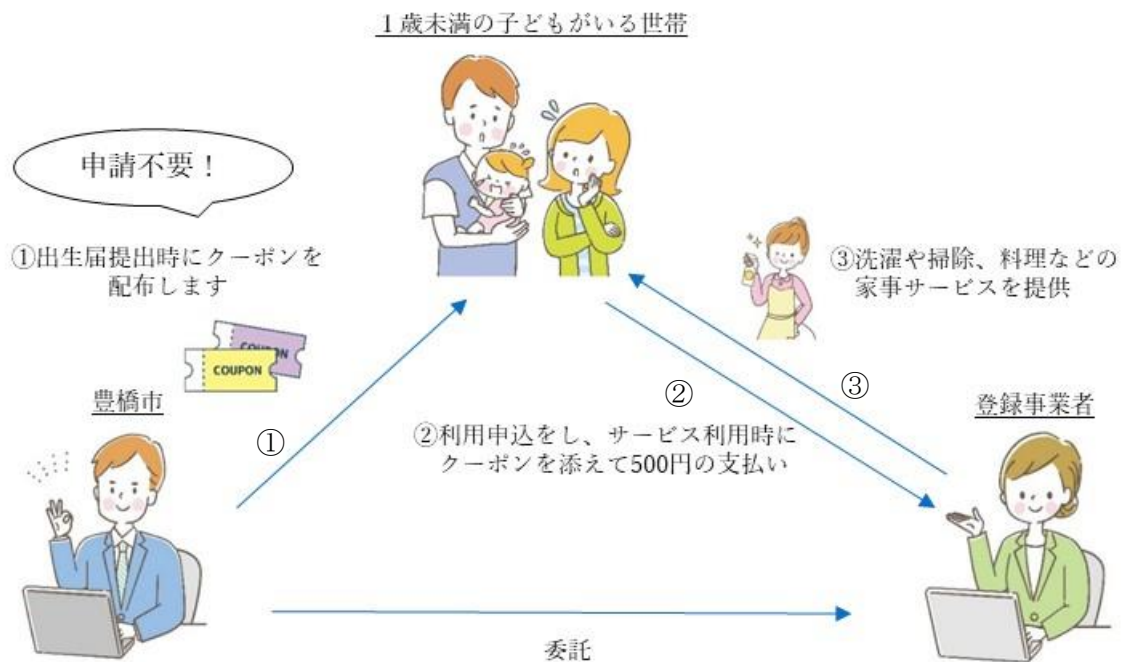 １歳未満の子どもがいる世帯
申請不要！
①出生届提出時にクーポンを
配布します
③洗濯や掃除、料理などの
家事サービスを提供
COUPON
COUPON
豊橋市
①
②
③
登録事業者
②利用申込をし、サービス利用時に
クーポンを添えて500円の支払い
委託